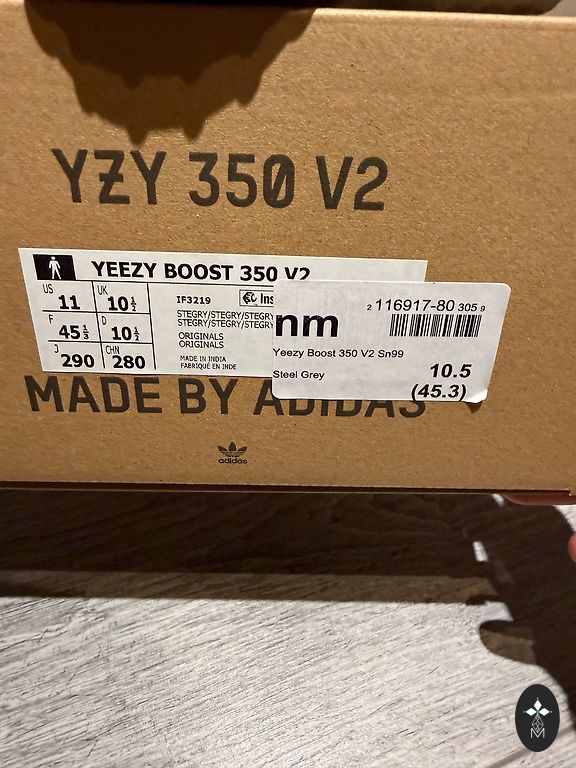 YZY 350 V2
YEEZY BOOST 350 V2
US 11 UK 10½
F 45⅓ D 10½
J 290 CHN 280
IF3219
Ins
STEGRY/STEGRY/STEGRY
STEGRY/STEGRY/STEGRY
ORIGINALS
ORIGINALS
MADE IN INDIA
FABRIQUÉ EN INDE
nm
2 116917-80 305 9
Yeezy Boost 350 V2 Sn99
Steel Grey
10.5
(45.3)
MADE BY ADIDAS
adidas
M